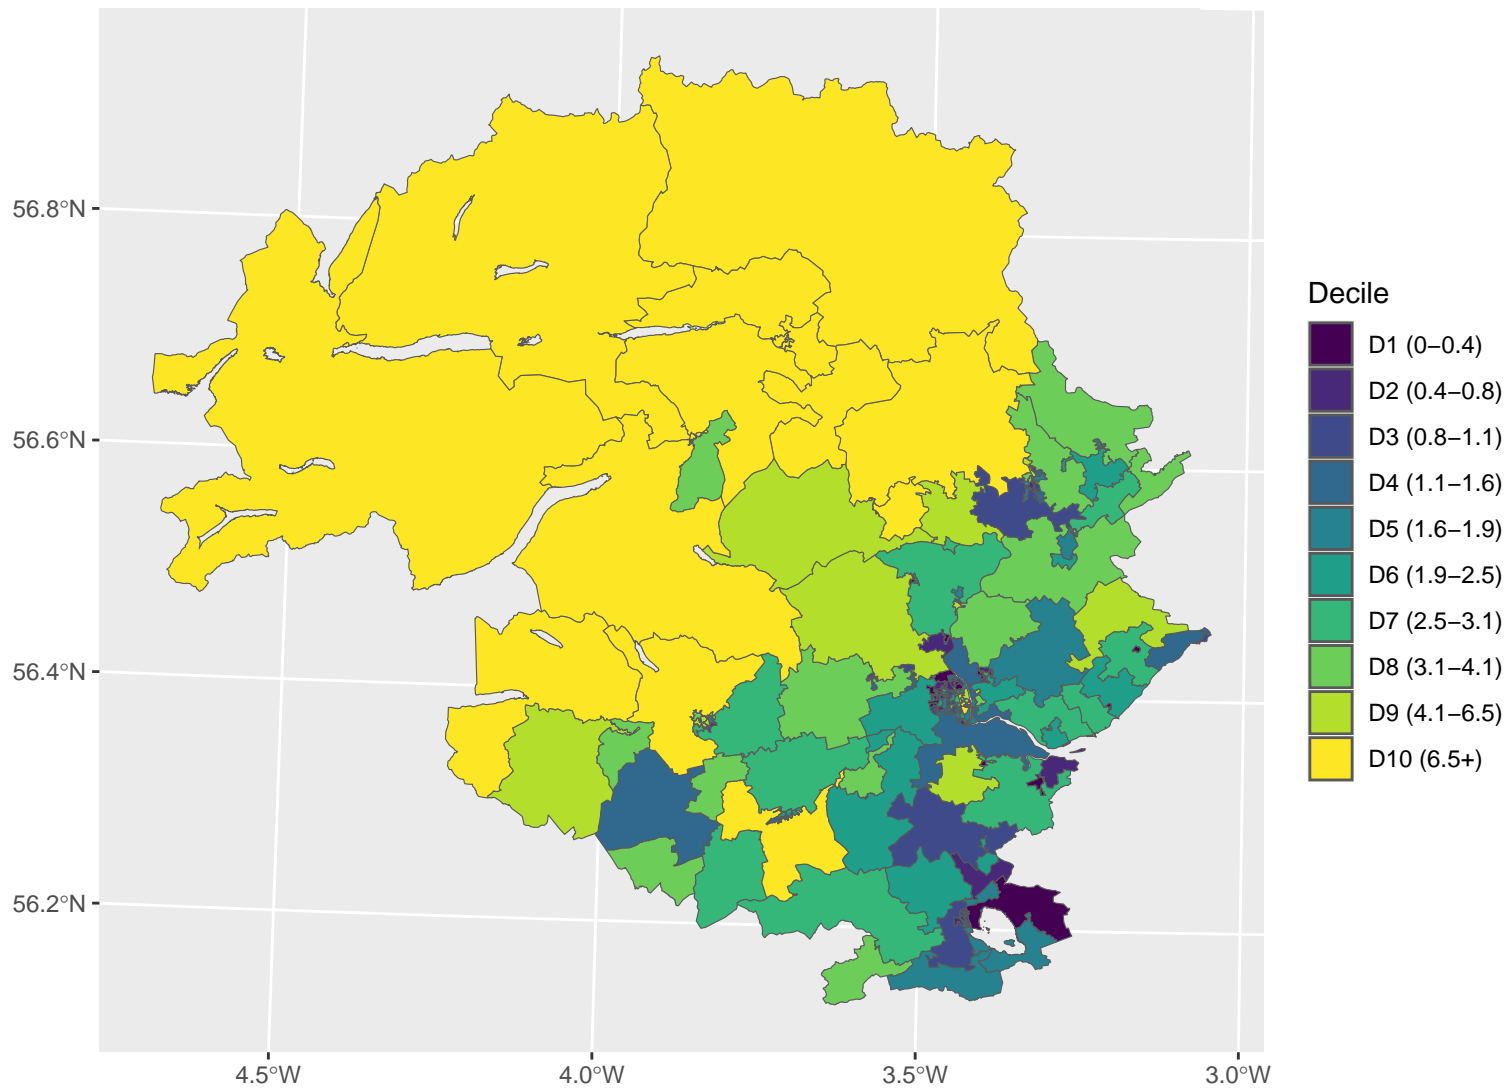 56.8°N
56.6°N
56.4°N
56.2°N
4.5°W
4.0°W
3.5°W
3.0°W
Decile
D1 (0−0.4)
D2 (0.4−0.8)
D3 (0.8−1.1)
D4 (1.1−1.6)
D5 (1.6−1.9)
D6 (1.9−2.5)
D7 (2.5−3.1)
D8 (3.1−4.1)
D9 (4.1−6.5)
D10 (6.5+)